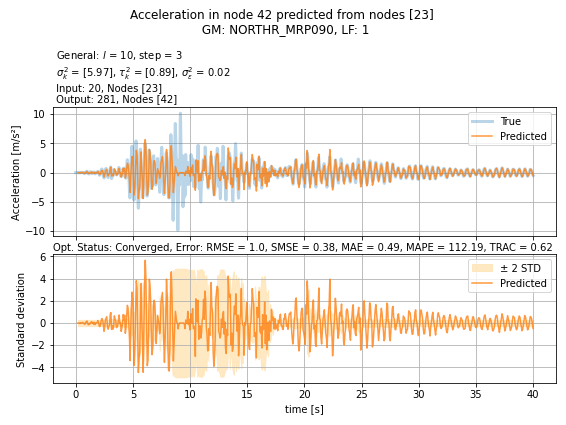 Acceleration in node 42 predicted from nodes [23]
GM: NORTHR_MRP090, LF: 1
General: l = 10, step = 3
σ_k² = [5.97], τ_k² = [0.89], σ_ε² = 0.02
Input: 20, Nodes [23]
Output: 281, Nodes [42]
10
5
0
−5
−10
Acceleration [m/s²]
True
Predicted
Opt. Status: Converged, Error: RMSE = 1.0, SMSE = 0.38, MAE = 0.49, MAPE = 112.19, TRAC = 0.62
6
4
2
0
−2
−4
Standard deviation
± 2 STD
Predicted
0 5 10 15 20 25 30 35 40
time [s]